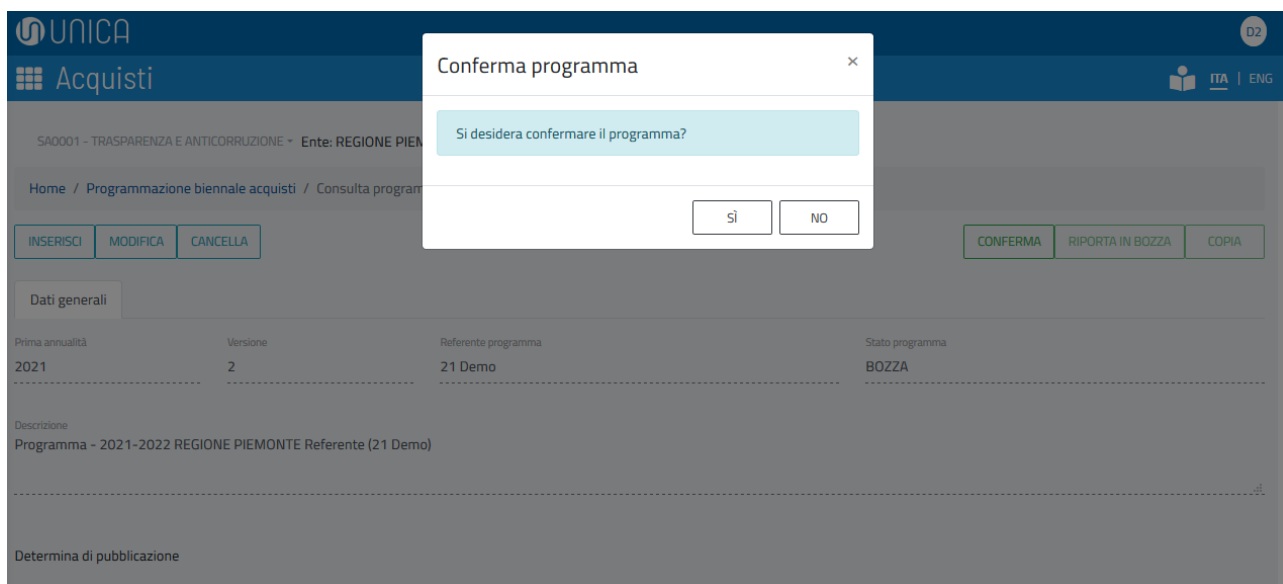 UNICA
D2
Acquisti
ITA | ENG
Conferma programma
×
Si desidera confermare il programma?
SÌ NO
SA0001 - TRASPARENZA E ANTICORRUZIONE Ente: REGIONE
Home / Programmazione biennale acquisti / Consulta
INSERISCI MODIFICA CANCELLA CONFERMA RIPORTA IN BOZZA COPIA
Dati generali
Prima annualità Versione Referente programma Stato programma
2021 2 21 Demo BOZZA
Descrizione
Programma - 2021-2022 REGIONE PIEMONTE Referente (21 Demo)
Determina di pubblicazione